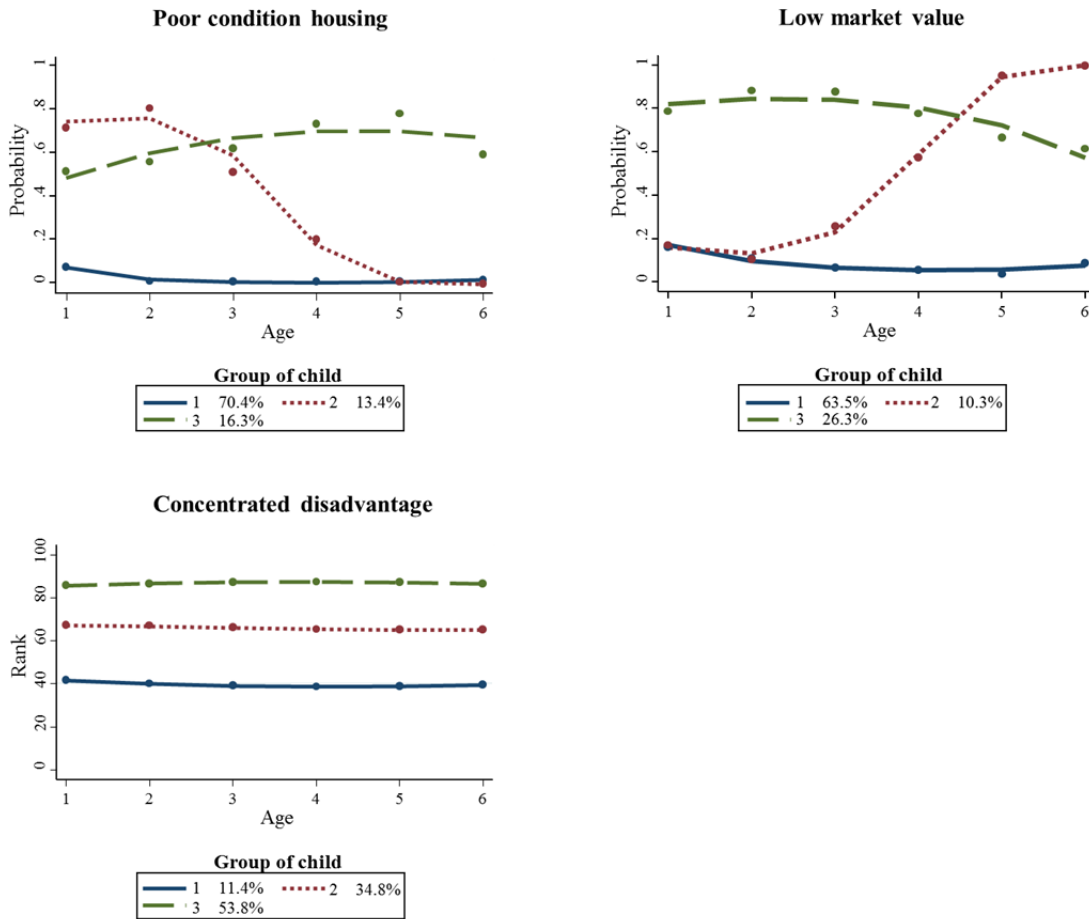 Poor condition housing
Probability
0 .2 .4 .6 .8 1
1 2 3 4 5 6
Age
Group of child
1 70.4% 2 13.4%
3 16.3%
Low market value
Probability
0 .2 .4 .6 .8 1
1 2 3 4 5 6
Age
Group of child
1 63.5% 2 10.3%
3 26.3%
Concentrated disadvantage
Rank
0 20 40 60 80 100
1 2 3 4 5 6
Age
Group of child
1 11.4% 2 34.8%
3 53.8%